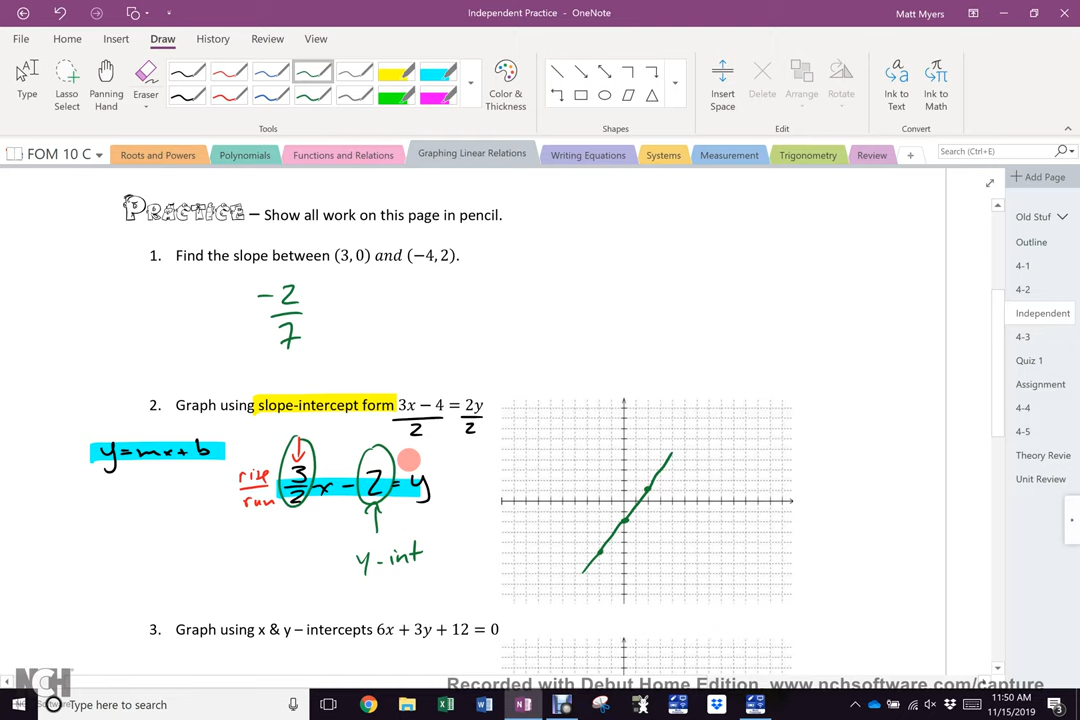 Independent Practice - OneNote
Matt Myers
File Home Insert Draw History Review View
Type
Lasso Select
Panning Hand
Eraser
Color & Thickness
Insert Space
Delete
Arrange
Rotate
Ink to Text
Ink to Math
Tools
Shapes
Edit
Convert
FOM 10 C
Roots and Powers
Polynomials
Functions and Relations
Graphing Linear Relations
Writing Equations
Systems
Measurement
Trigonometry
Review
+
Search (Ctrl+E)
Add Page
Old Stuff
Outline
4-1
4-2
Independent
4-3
Quiz 1
Assignment
4-4
4-5
Theory Revie
Unit Review
PRACTICE – Show all work on this page in pencil.
1. Find the slope between (3, 0) and (−4, 2).
-2
7
2. Graph using slope-intercept form 3x − 4 = 2y
2 2
y=mx+b
rise
run
3
2
x - 2 = y
y-int
3. Graph using x & y – intercepts 6x + 3y + 12 = 0
NCH Software
Recorded with Debut Home Edition. www.nchsoftware.com/capture
Type here to search
11:50 AM
11/15/2019
3